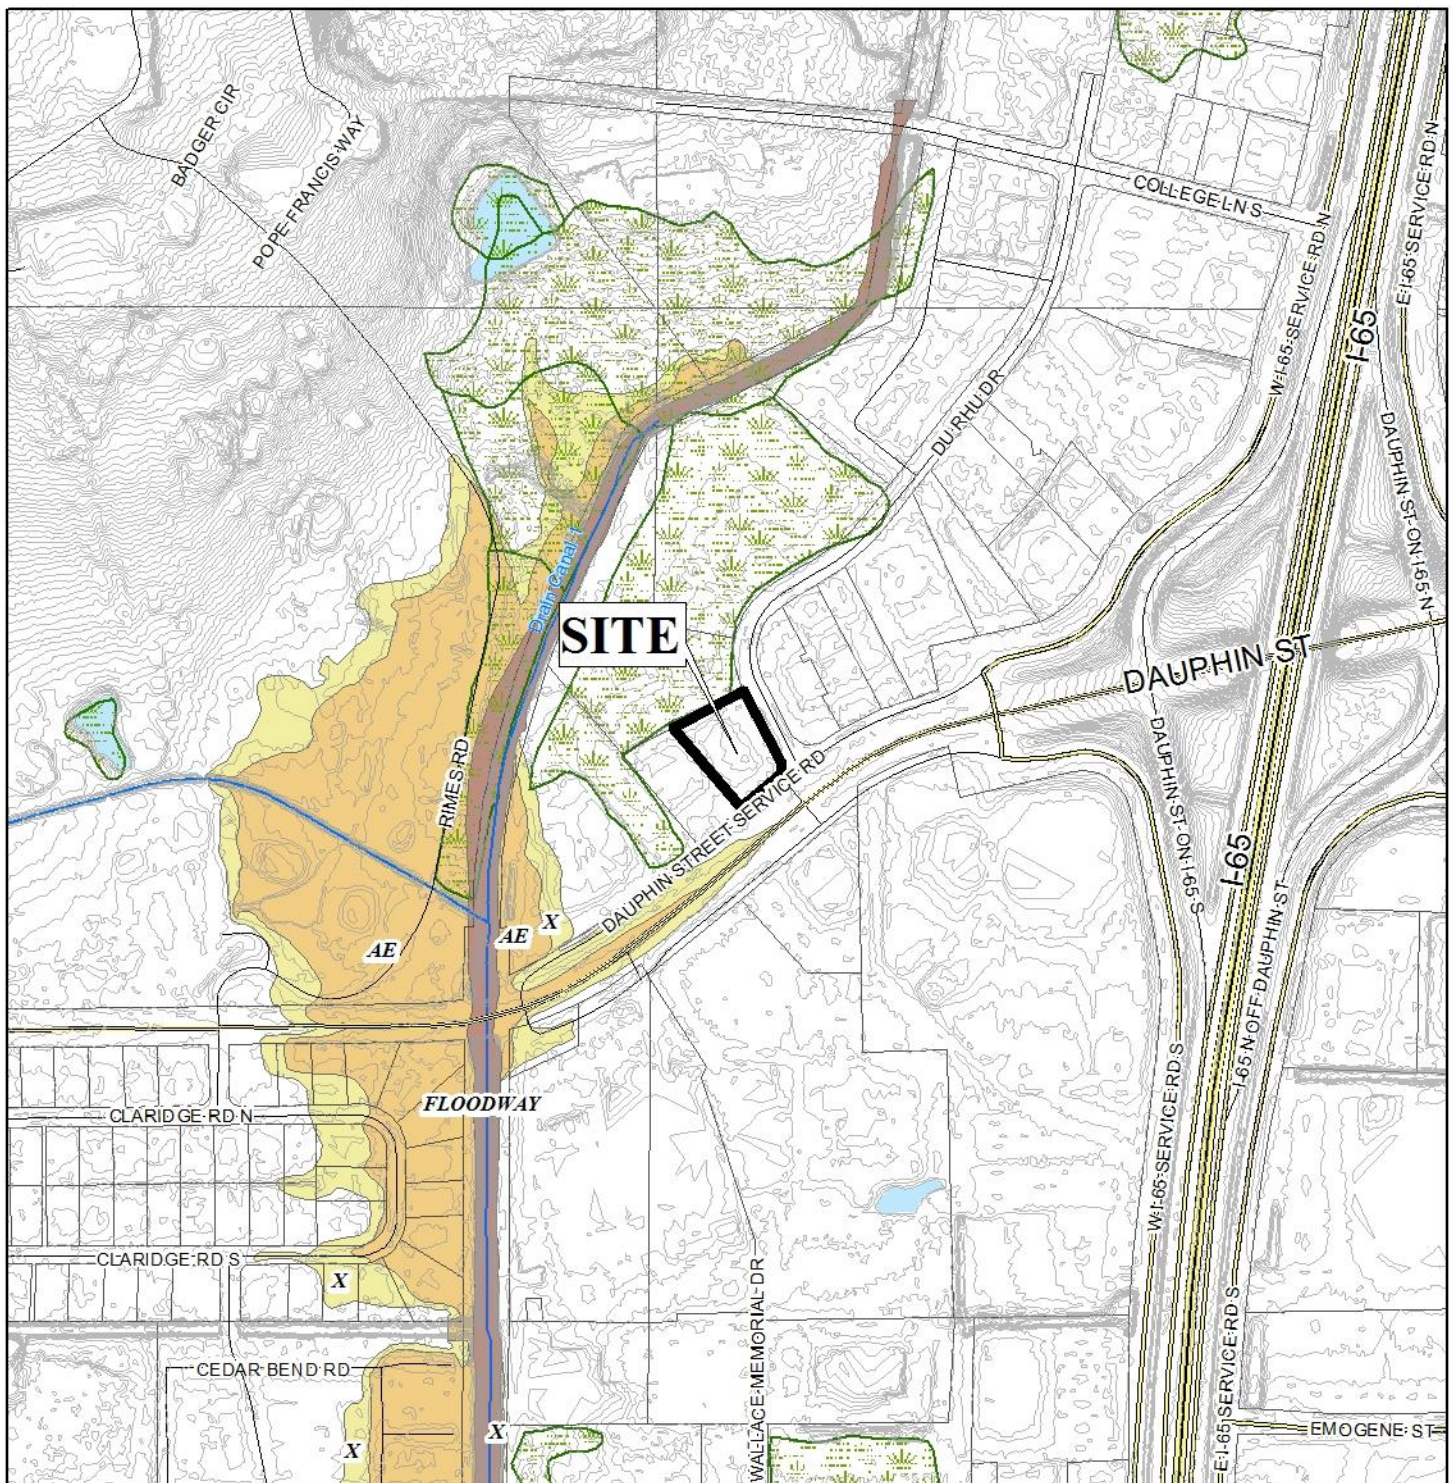 BADGER CIR
POPE FRANCIS WAY
COLLEGE LN S
E I-65 SERVICE RD N
W I-65 SERVICE RD N
I-65
DU RHU DR
DAUPHIN ST ON I-65 N
Drain Canal 1
SITE
DAUPHIN ST
RIMES RD
DAUPHIN STREET SERVICE RD
DAUPHIN ST ON I-65 S
I-65
AE
AE
X
I-65 N OFF DAUPHIN ST
W I-65 SERVICE RD S
FLOODWAY
CLARIDGE RD N
CLARIDGE RD S
X
WALLACE MEMORIAL DR
CEDAR BEND RD
E I-65 SERVICE RD S
X
X
EMOGENE ST